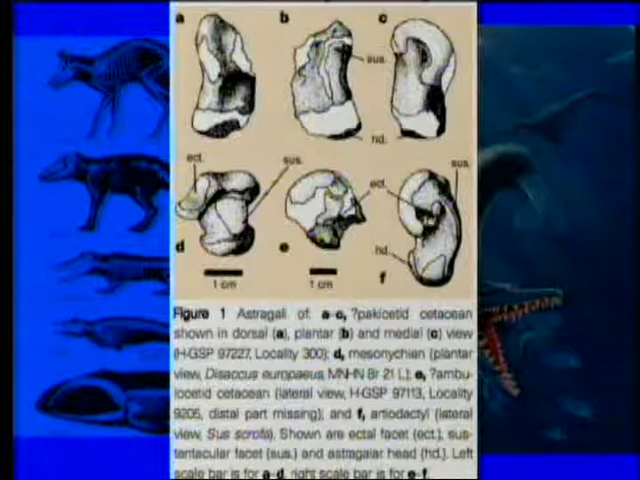 a b c
sus.
hd.
ect. sus. ect. sus.
hd.
d e f
1 cm 1 cm
Figure 1 Astragali of: a–c, ?pakicetid cetacean
shown in dorsal (a), plantar (b) and medial (c) view
(H-GSP 97227, Locality 300); d, mesonychian (plantar
view, Disaccus europaeus, MNHN Br 21 L); e, ?ambu-
locetid cetacean (lateral view, H-GSP 97113, Locality
9205, distal part missing); and f, artiodactyl (lateral
view, Sus scrofa). Shown are ectal facet (ect.), sus-
tentacular facet (sus.) and astragalar head (hd.). Left
scale bar is for a–d, right scale bar is for e–f.